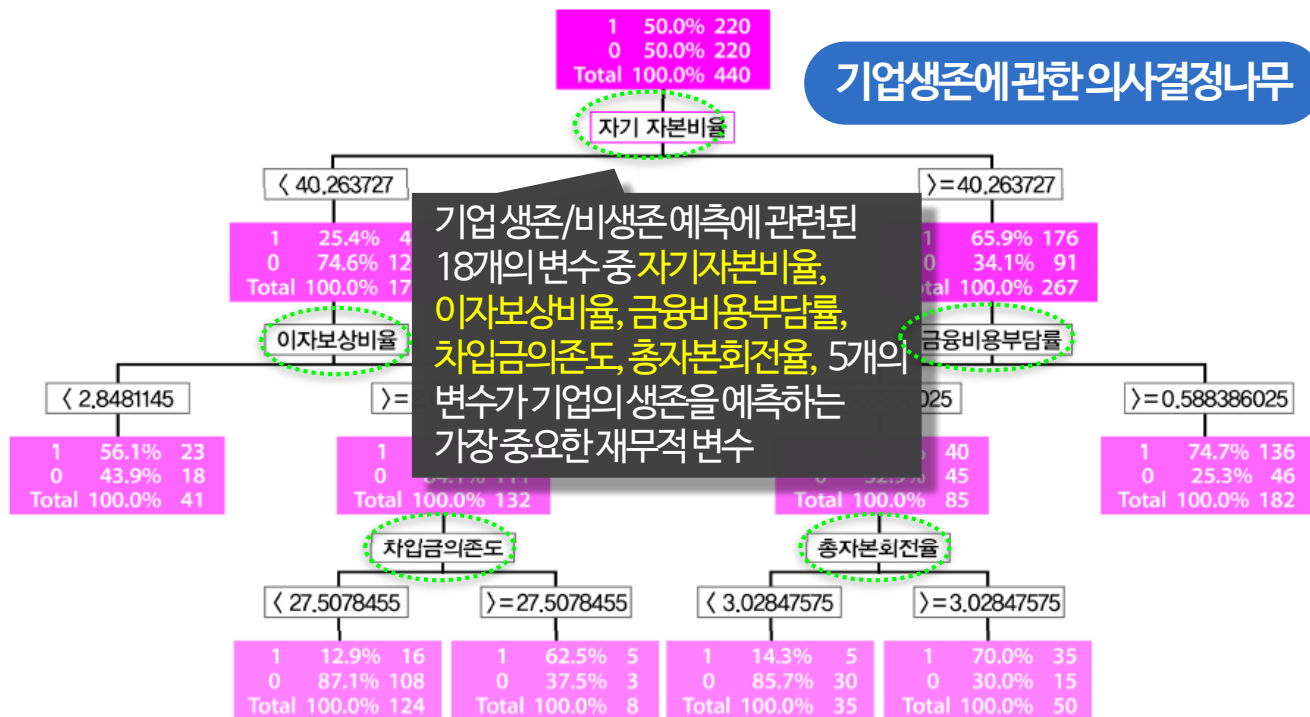 기업생존에 관한 의사결정나무
1 50.0% 220
0 50.0% 220
Total 100.0% 440
자기 자본비율
< 40.263727
>=40.263727
1 25.4%
0 74.6%
Total 100.0%
1 65.9% 176
0 34.1% 91
100.0% 267
기업 생존/비생존 예측에 관련된
18개의 변수 중 자기자본비율,
이자보상비율, 금융비용부담률,
차입금의존도, 총자본회전율, 5개의
변수가 기업의 생존을 예측하는
가장 중요한 재무적 변수
이자보상비율
금융비용부담률
< 2.8481145
>=
>=0.588386025
1 56.1% 23
0 43.9% 18
Total 100.0% 41
1
0
Total 100.0% 132
40
45
Total 100.0% 85
1 74.7% 136
0 25.3% 46
Total 100.0% 182
차입금의존도
총자본회전율
< 27.5078455
>=27.5078455
< 3.02847575
>=3.02847575
1 12.9% 16
0 87.1% 108
Total 100.0% 124
1 62.5% 5
0 37.5% 3
Total 100.0% 8
1 14.3% 5
0 85.7% 30
Total 100.0% 35
1 70.0% 35
0 30.0% 15
Total 100.0% 50